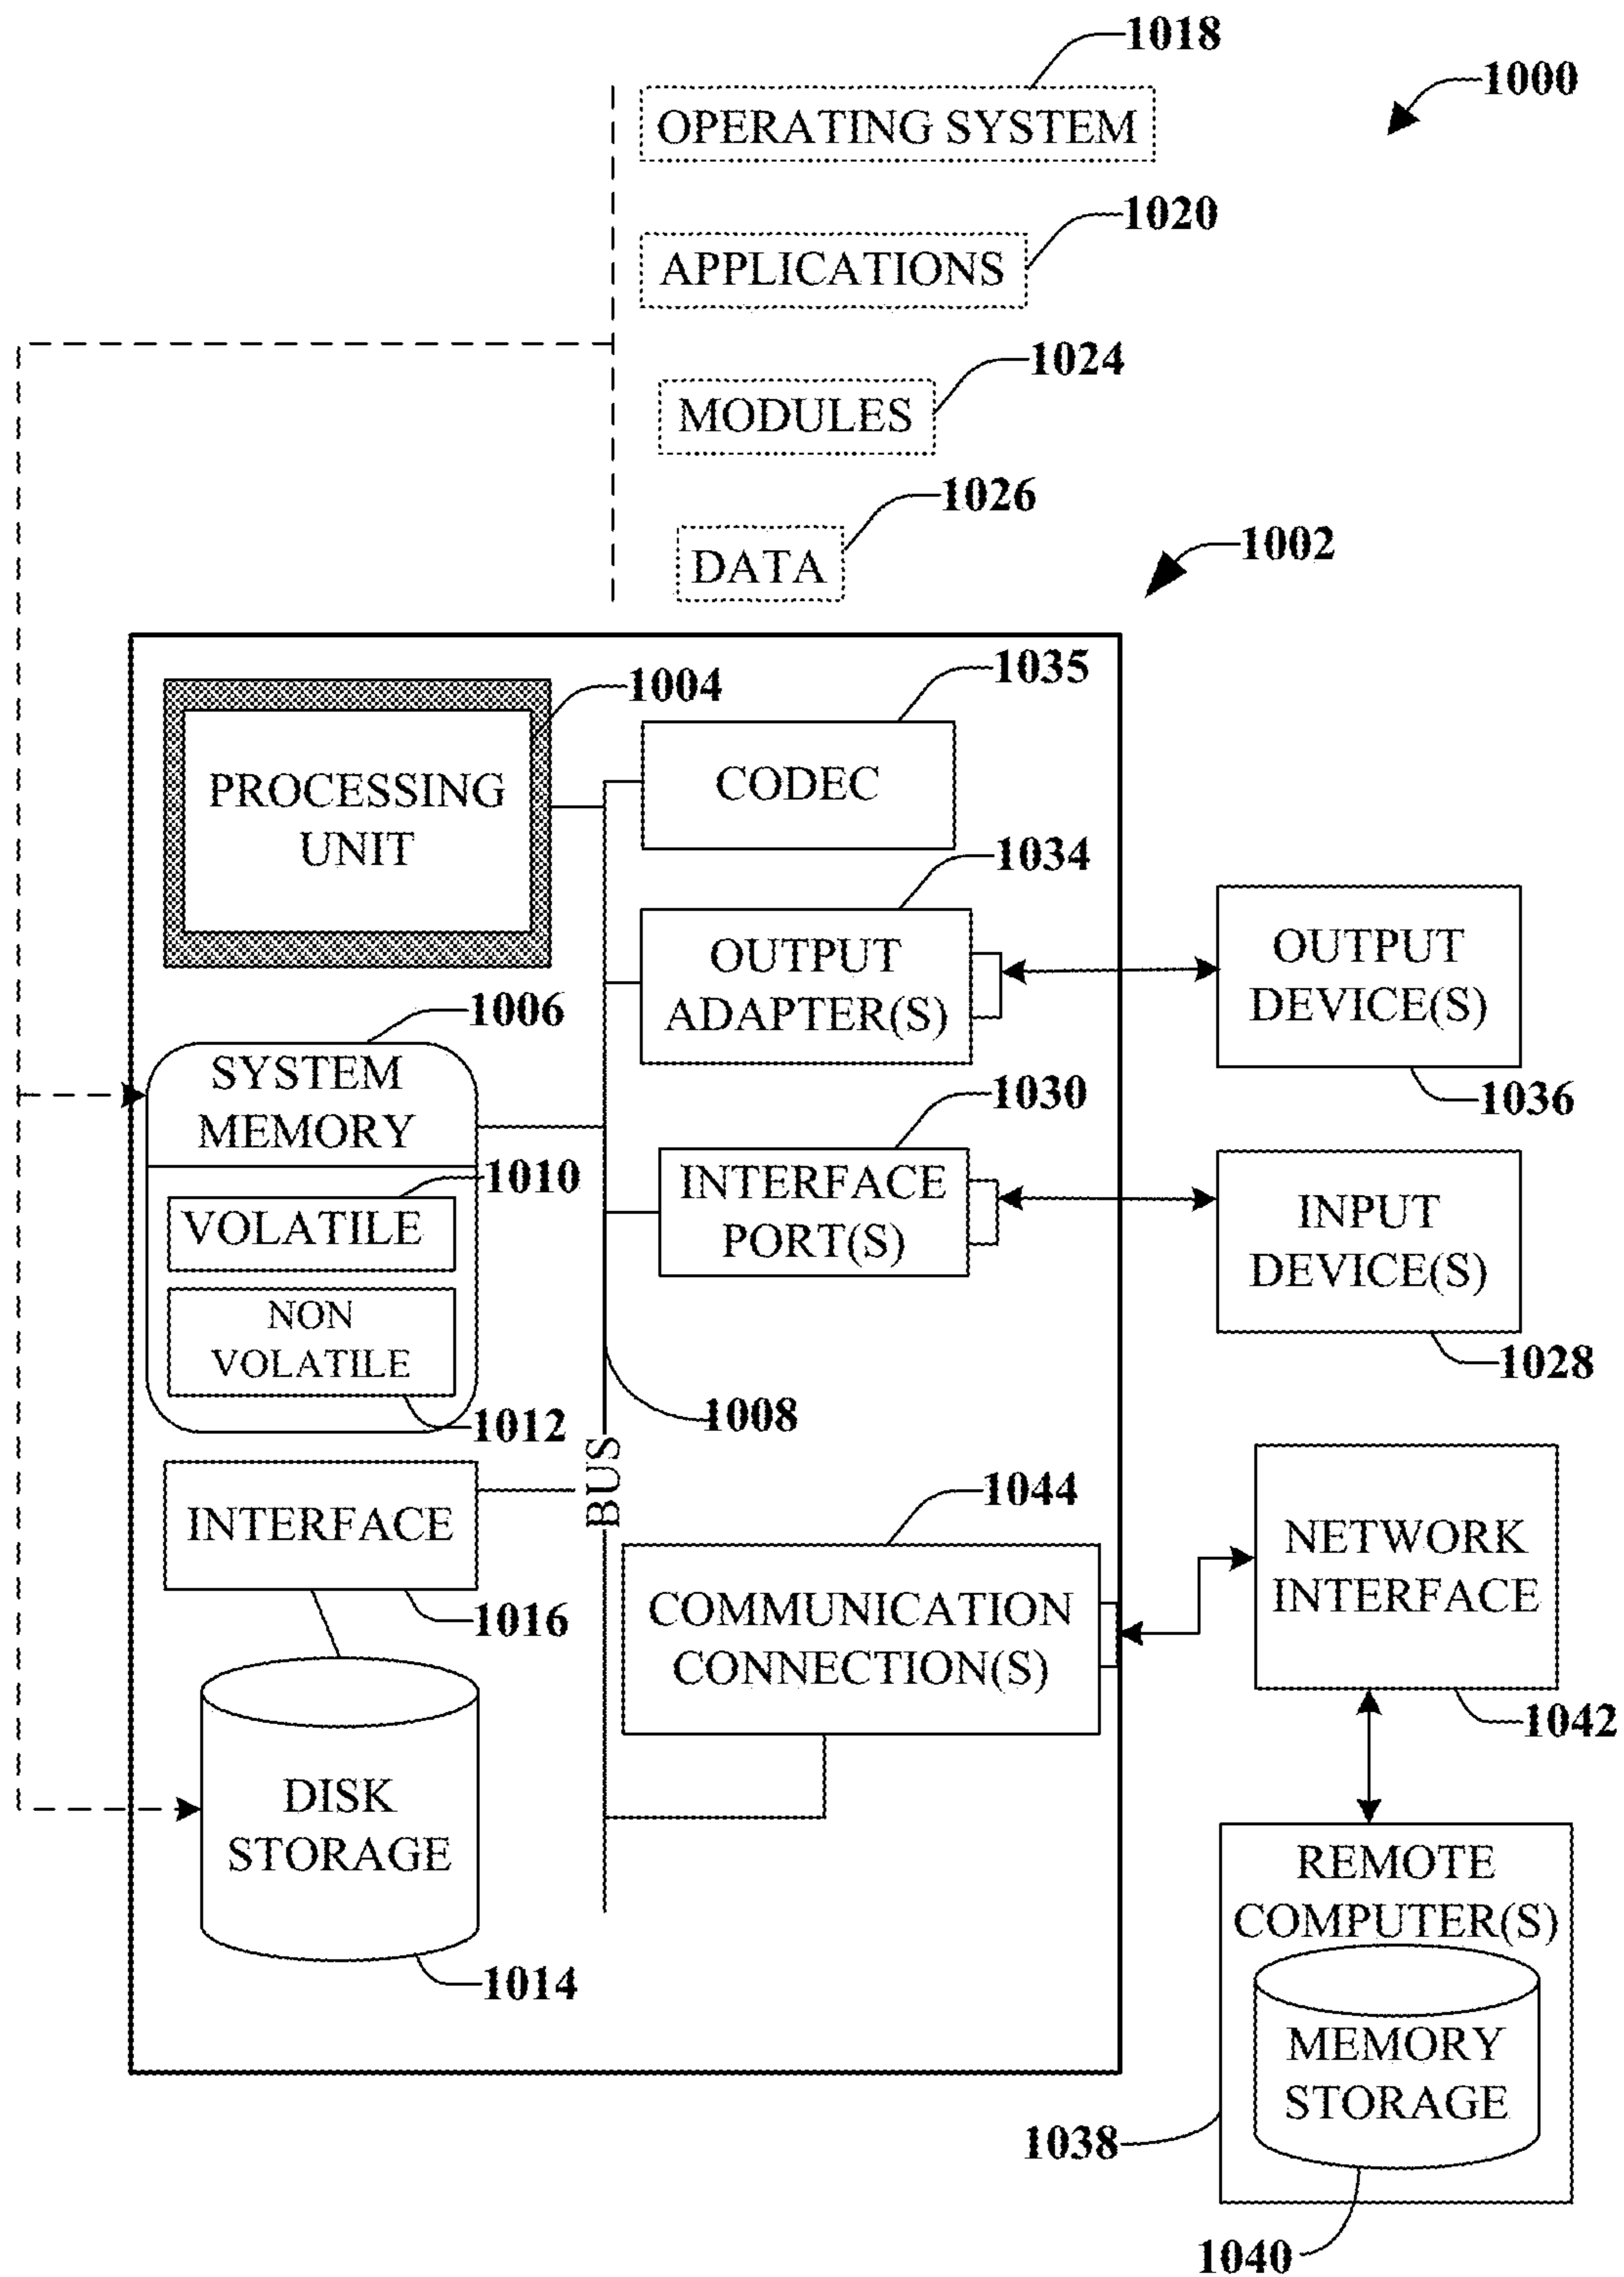 1018
1000
OPERATING SYSTEM
1020
APPLICATIONS
1024
MODULES
1026
DATA
1002
1035
1004
CODEC
PROCESSING
UNIT
1034
OUTPUT
ADAPTER(S)
OUTPUT
DEVICE(S)
1036
1006
SYSTEM
MEMORY
1030
1010
VOLATILE
INTERFACE
PORT(S)
INPUT
DEVICE(S)
1028
NON
VOLATILE
1012
1008
BUS
1044
INTERFACE
1016
COMMUNICATION
CONNECTION(S)
NETWORK
INTERFACE
1042
DISK
STORAGE
1014
REMOTE
COMPUTER(S)
MEMORY
STORAGE
1038
1040